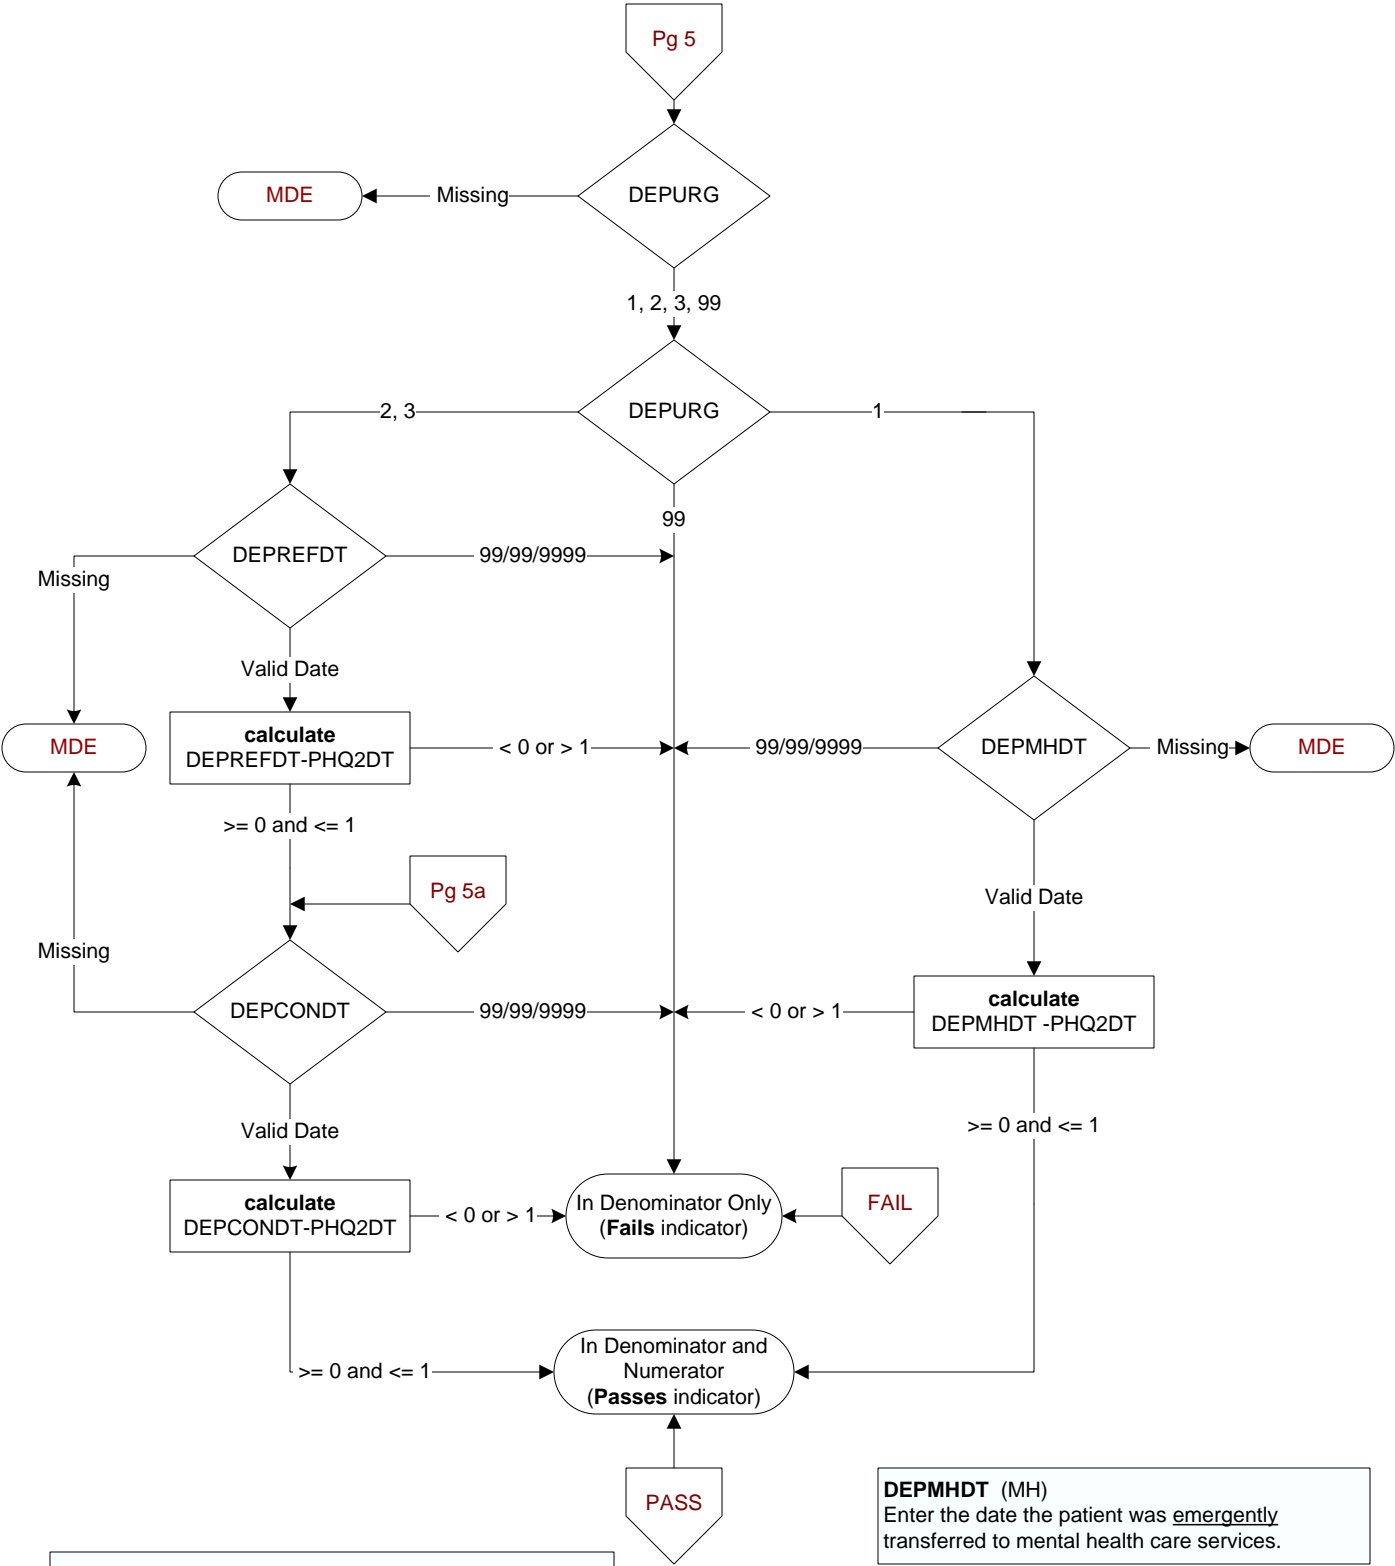 Pg 5
DEPURG
Missing
MDE
1, 2, 3, 99
DEPURG
2, 3
1
99
DEPREFDT
99/99/9999
Missing
Valid Date
calculate
DEPREFDT-PHQ2DT
< 0 or > 1
99/99/9999
DEPMHDT
Missing
MDE
MDE
>= 0 and <= 1
Pg 5a
Valid Date
Missing
DEPCONDT
99/99/9999
< 0 or > 1
calculate
DEPMHDT -PHQ2DT
Valid Date
>= 0 and <= 1
calculate
DEPCONDT-PHQ2DT
< 0 or > 1
In Denominator Only
(Fails indicator)
FAIL
>= 0 and <= 1
In Denominator and
Numerator
(Passes indicator)
PASS
DEPMHDT (MH)
Enter the date the patient was emergently
transferred to mental health care services.